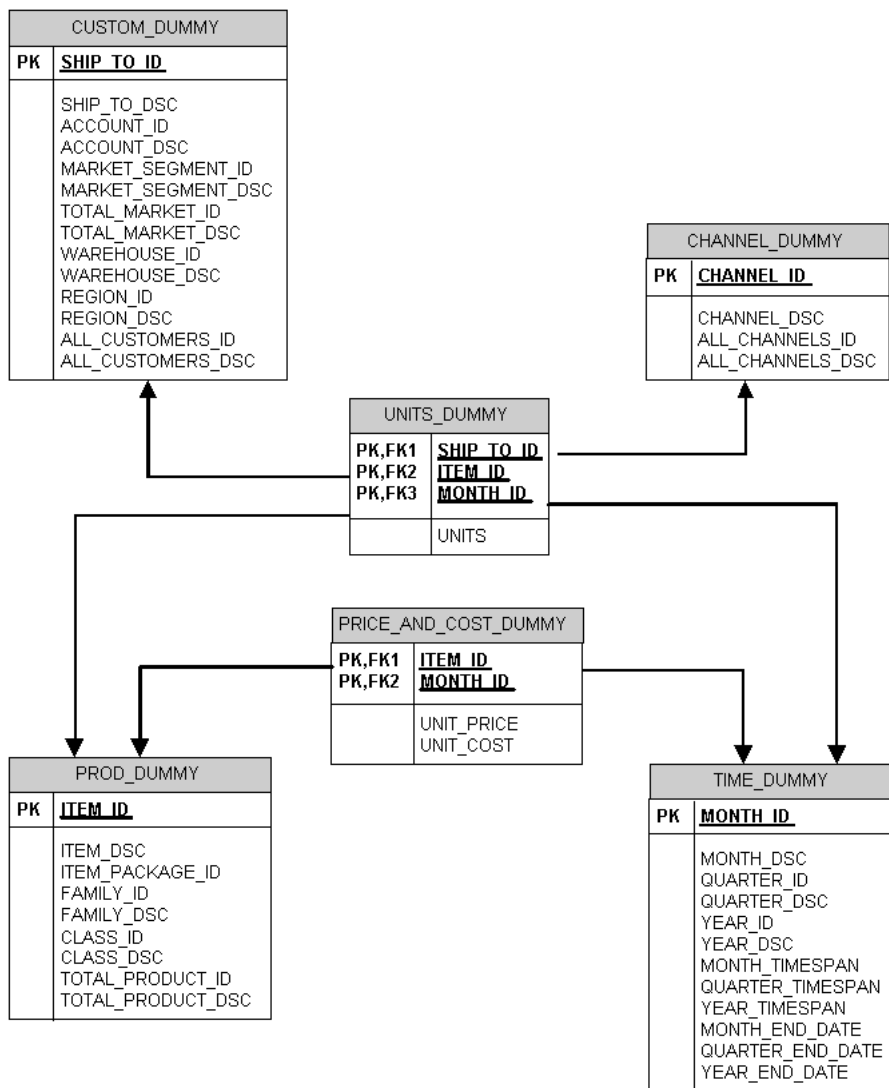 CUSTOM_DUMMY
PK SHIP_TO_ID
SHIP_TO_DSC
ACCOUNT_ID
ACCOUNT_DSC
MARKET_SEGMENT_ID
MARKET_SEGMENT_DSC
TOTAL_MARKET_ID
TOTAL_MARKET_DSC
WAREHOUSE_ID
WAREHOUSE_DSC
REGION_ID
REGION_DSC
ALL_CUSTOMERS_ID
ALL_CUSTOMERS_DSC
CHANNEL_DUMMY
PK CHANNEL_ID
CHANNEL_DSC
ALL_CHANNELS_ID
ALL_CHANNELS_DSC
UNITS_DUMMY
PK,FK1 SHIP_TO_ID
PK,FK2 ITEM_ID
PK,FK3 MONTH_ID
UNITS
PRICE_AND_COST_DUMMY
PK,FK1 ITEM_ID
PK,FK2 MONTH_ID
UNIT_PRICE
UNIT_COST
PROD_DUMMY
PK ITEM_ID
ITEM_DSC
ITEM_PACKAGE_ID
FAMILY_ID
FAMILY_DSC
CLASS_ID
CLASS_DSC
TOTAL_PRODUCT_ID
TOTAL_PRODUCT_DSC
TIME_DUMMY
PK MONTH_ID
MONTH_DSC
QUARTER_ID
QUARTER_DSC
YEAR_ID
YEAR_DSC
MONTH_TIMESPAN
QUARTER_TIMESPAN
YEAR_TIMESPAN
MONTH_END_DATE
QUARTER_END_DATE
YEAR_END_DATE